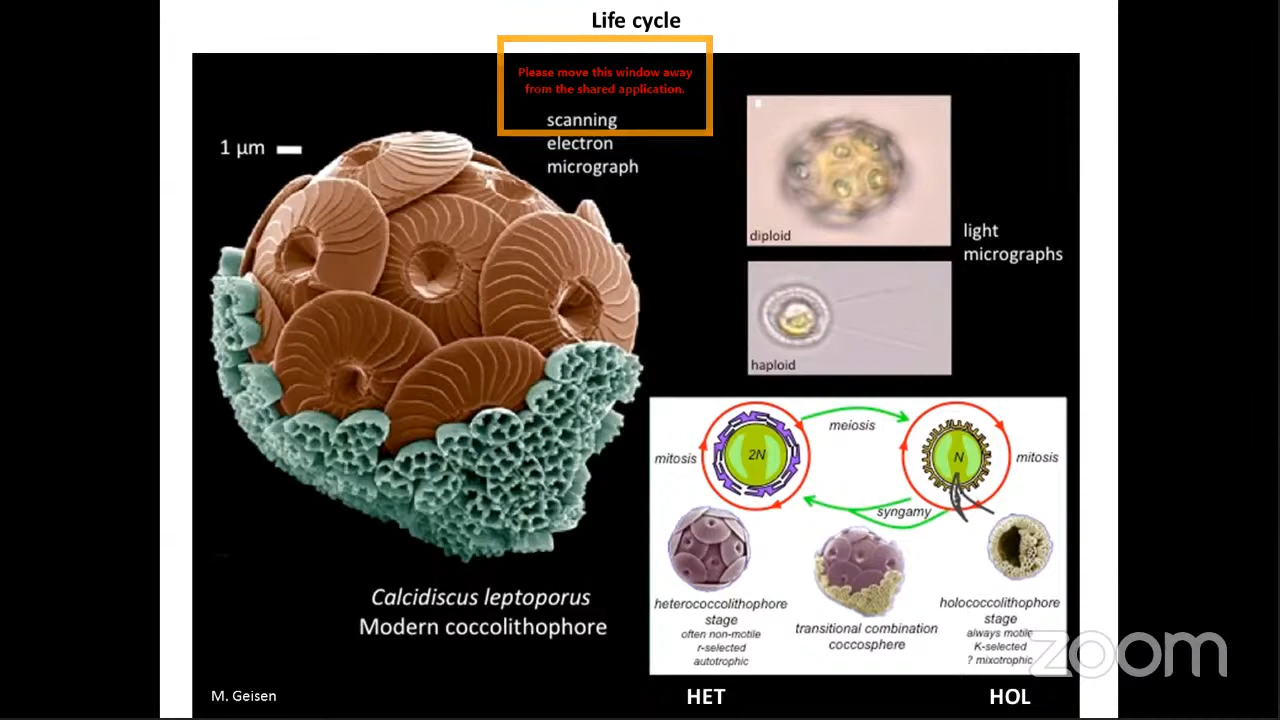 Life cycle
Please move this window away
from the shared application.
1 µm
scanning
electron
micrograph
diploid
light
micrographs
haploid
meiosis
2N
N
mitosis
mitosis
syngamy
heterococcolithophore
stage
often non-motile
r-selected
autotrophic
transitional combination
coccosphere
holococcolithophore
stage
always motile
K-selected
? mixotrophic
Calcidiscus leptoporus
Modern coccolithophore
zoom
M. Geisen
HET
HOL